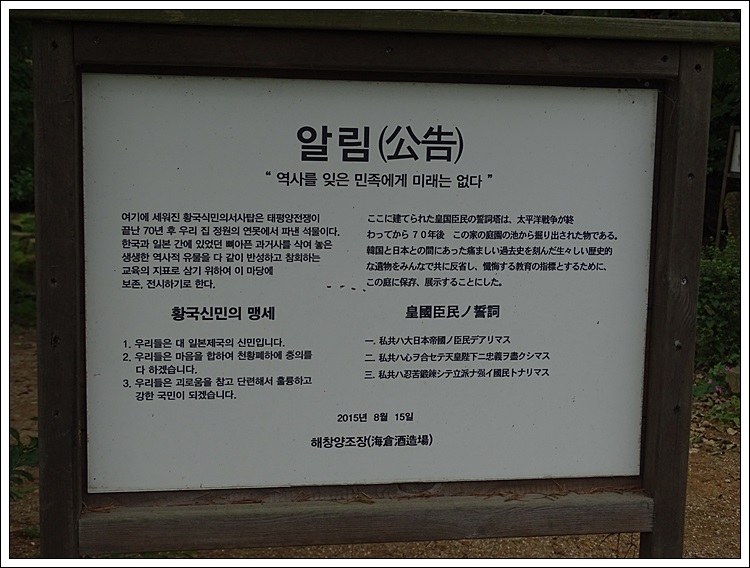 알림(公告)
“ 역사를 잊은 민족에게 미래는 없다 ”
여기에 세워진 황국식민의서사탑은 태평양전쟁이
끝난 70년 후 우리 집 정원의 연못에서 파낸 석물이다.
한국과 일본 간에 있었던 뼈아픈 과거사를 삭여 놓은
생생한 역사적 유물을 다 같이 반성하고 참회하는
교육의 지표로 삼기 위하여 이 마당에
보존, 전시하기로 한다.
황국신민의 맹세
1. 우리들은 대 일본제국의 신민입니다.
2. 우리들은 마음을 합하여 천황폐하에 충의를
다 하겠습니다.
3. 우리들은 괴로움을 참고 단련해서 훌륭하고
강한 국민이 되겠습니다.
ここに建てられた皇国臣民の誓詞塔は、太平洋戦争が終
わってから 7 0 年後　この家の庭園の池から掘り出された物である。
韓国と日本との間にあった痛ましい過去史を刻んだ生々しい歴史的
な遺物をみんなで共に反省し、懺悔する教育の指標とするために、
この庭に保存、展示することにした。
皇國臣民ノ誓詞
一. 私共ハ大日本帝國ノ臣民デアリマス
二. 私共ハ心ヲ合セテ天皇陛下ニ忠義ヲ盡クシマス
三. 私共ハ忍苦鍛錬シテ立派ナ强イ國民トナリマス
2015년 8월 15일
해창양조장(海倉酒造場)